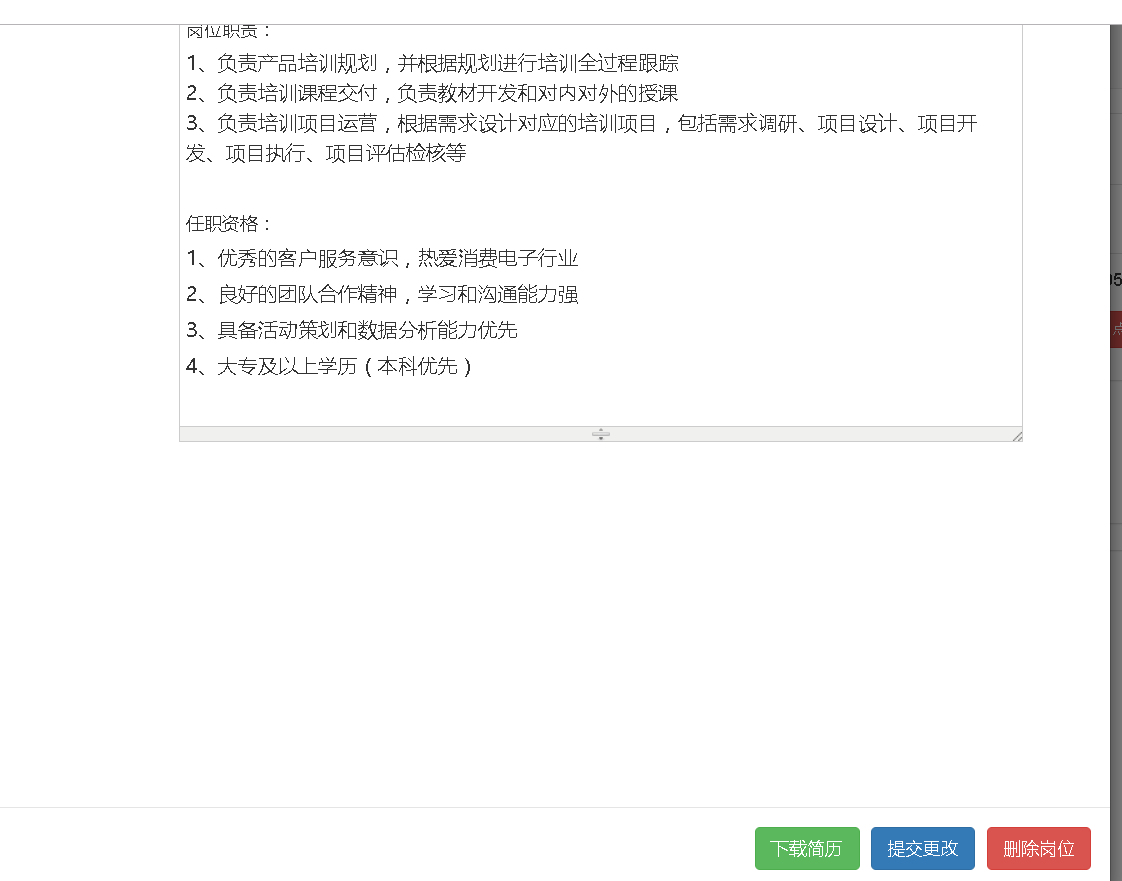 岗位职责：
1、负责产品培训规划，并根据规划进行培训全过程跟踪
2、负责培训课程交付，负责教材开发和对内对外的授课
3、负责培训项目运营，根据需求设计对应的培训项目，包括需求调研、项目设计、项目开
发、项目执行、项目评估检核等
任职资格：
1、优秀的客户服务意识，热爱消费电子行业
2、良好的团队合作精神，学习和沟通能力强
3、具备活动策划和数据分析能力优先
4、大专及以上学历（本科优先）
下载简历 提交更改 删除岗位